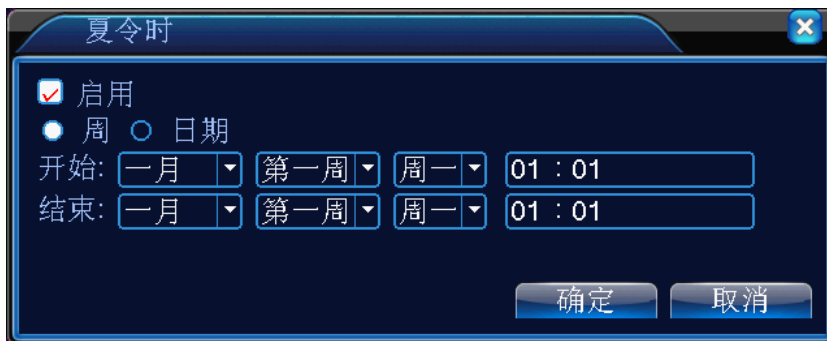 夏令时
启用
周 日期
开始: 一月 第一周 周一 01 : 01
结束: 一月 第一周 周一 01 : 01
确定 取消